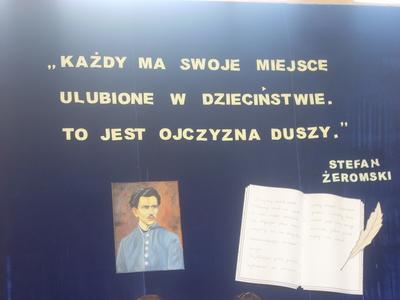 „KAŻDY MA SWOJE MIEJSCE
ULUBIONE W DZIECIŃSTWIE.
TO JEST OJCZYZNA DUSZY."
STEFAN
ŻEROMSKI